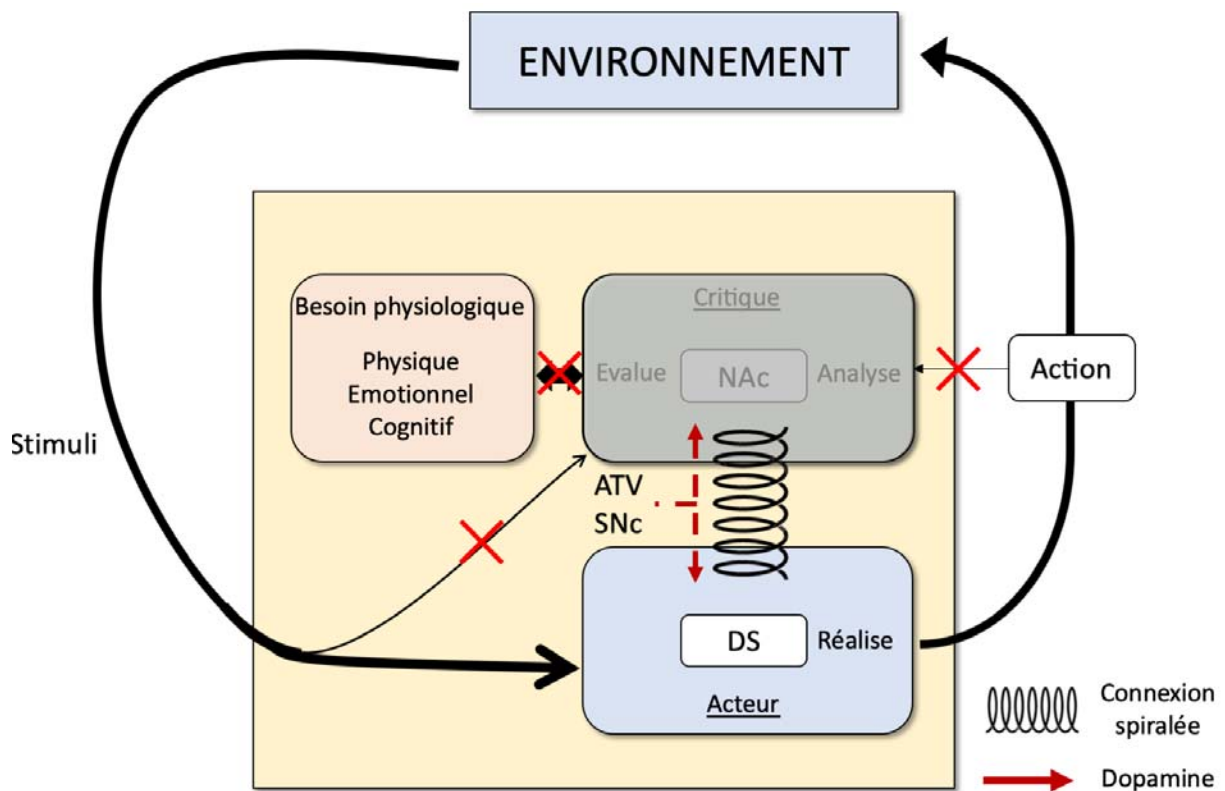 ENVIRONNEMENT
Besoin physiologique
Physique
Emotionnel
Cognitif
Critique
Evalue
NAc
Analyse
Action
Stimuli
ATV
SNc
DS
Réalise
Acteur
Connexion
spiralée
Dopamine